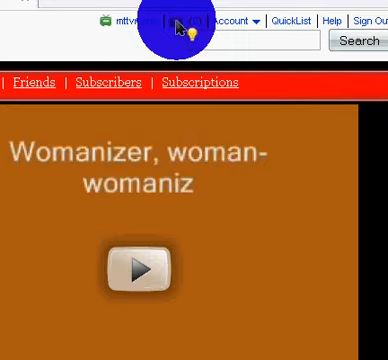 Account QuickList | Help | Sign Ou
Search
| Friends | Subscribers | Subscriptions
Womanizer, woman-
womaniz